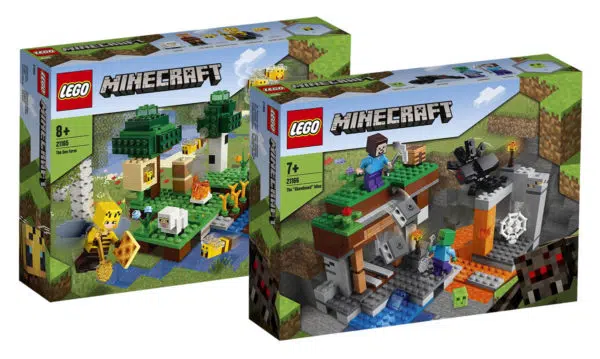 LEGO
MINECRAFT
8+
21165
The Bee Farm
LEGO
MINECRAFT
7+
21166
The "Abandoned" Mine